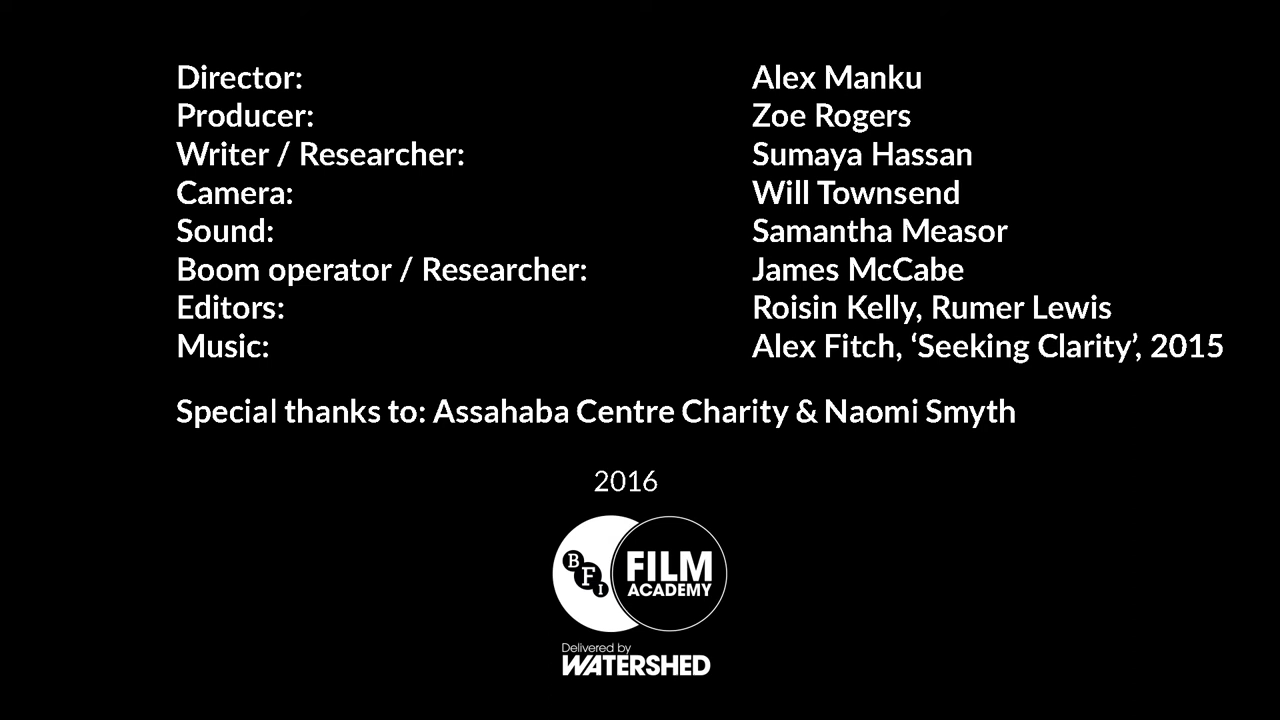 Director: Alex Manku
Producer: Zoe Rogers
Writer / Researcher: Sumaya Hassan
Camera: Will Townsend
Sound: Samantha Measor
Boom operator / Researcher: James McCabe
Editors: Roisin Kelly, Rumer Lewis
Music: Alex Fitch, ‘Seeking Clarity’, 2015
Special thanks to: Assahaba Centre Charity & Naomi Smyth
2016
BFI FILM
ACADEMY
Delivered by
WATERSHED